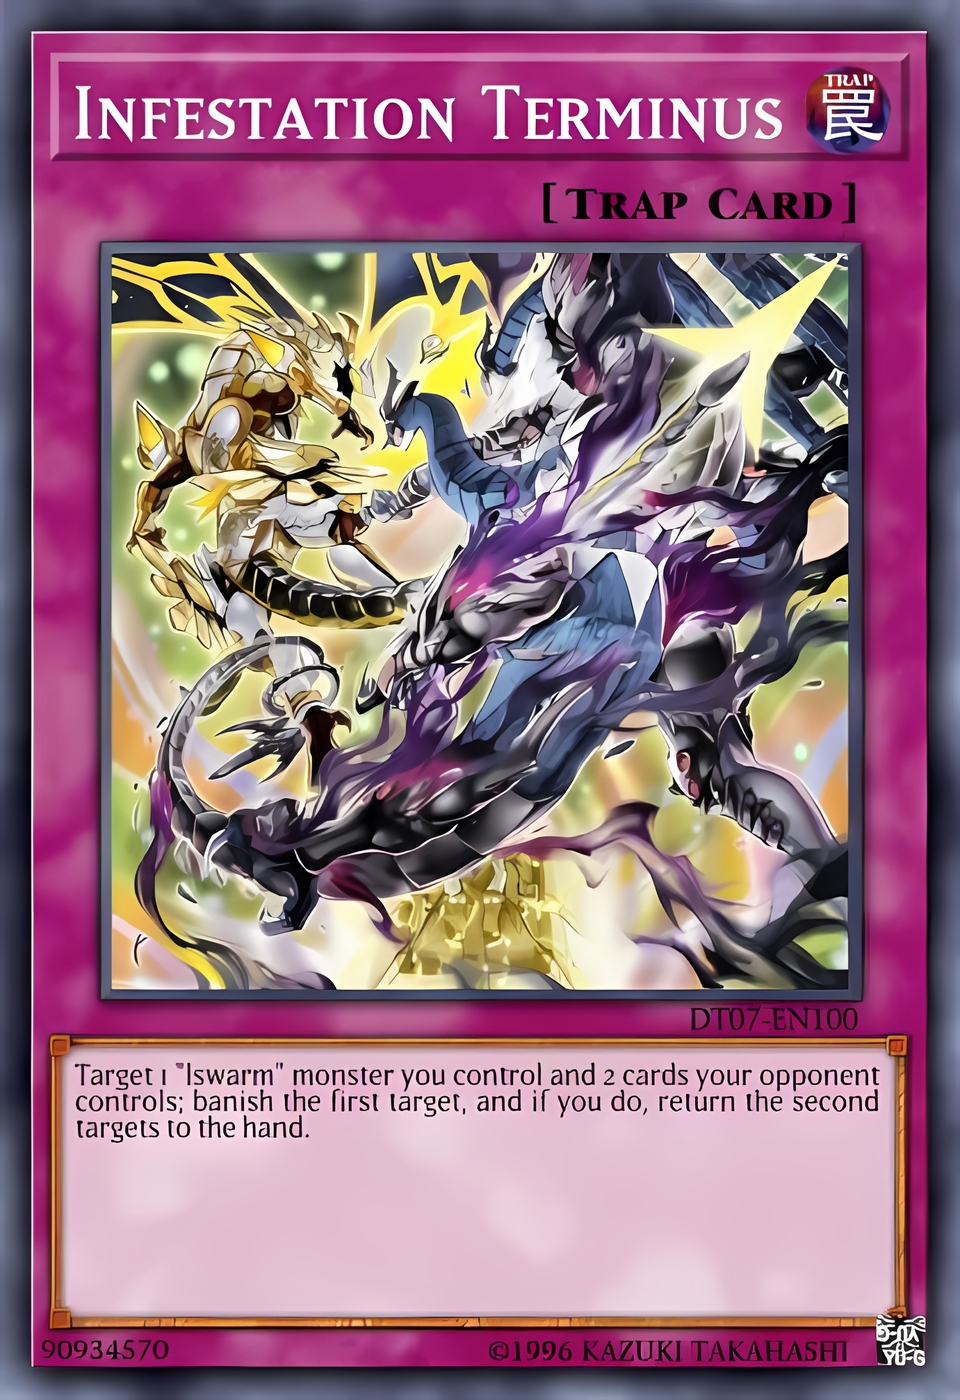 INFESTATION TERMINUS
TRAP
罠
[TRAP CARD]
DT07-EN100
Target 1 "lswarm" monster you control and 2 cards your opponent
controls; banish the first target, and if you do, return the second
targets to the hand.
90934570
©1996 KAZUKI TAKAHASHI